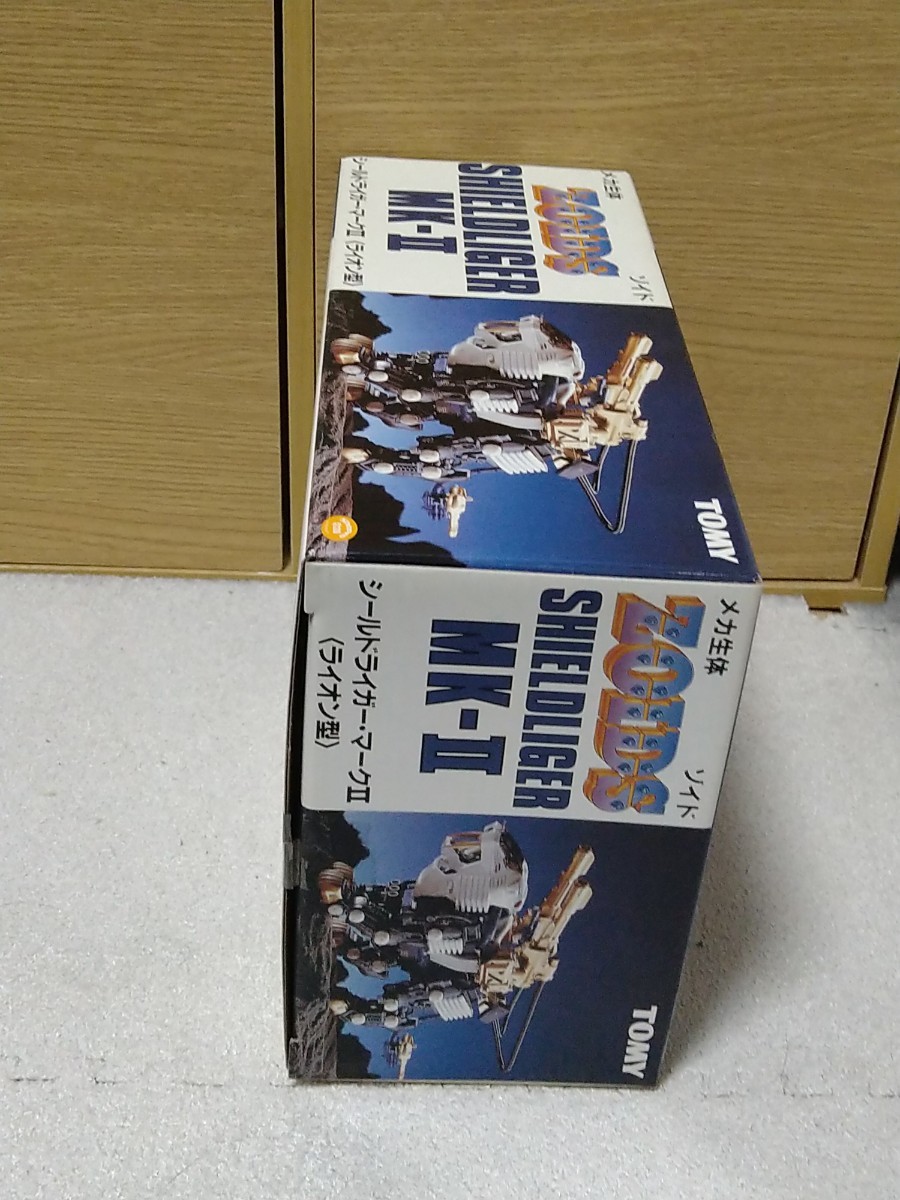 メカ生体
ZOIDS
ゾイド
SHIELDLIGER
MK-II
シールドライガーマークII〈ライオン型〉
TOMY
メカ生体
ZOIDS
ゾイド
SHIELDLIGER
MK-II
シールドライガー・マークII
〈ライオン型〉
TOMY